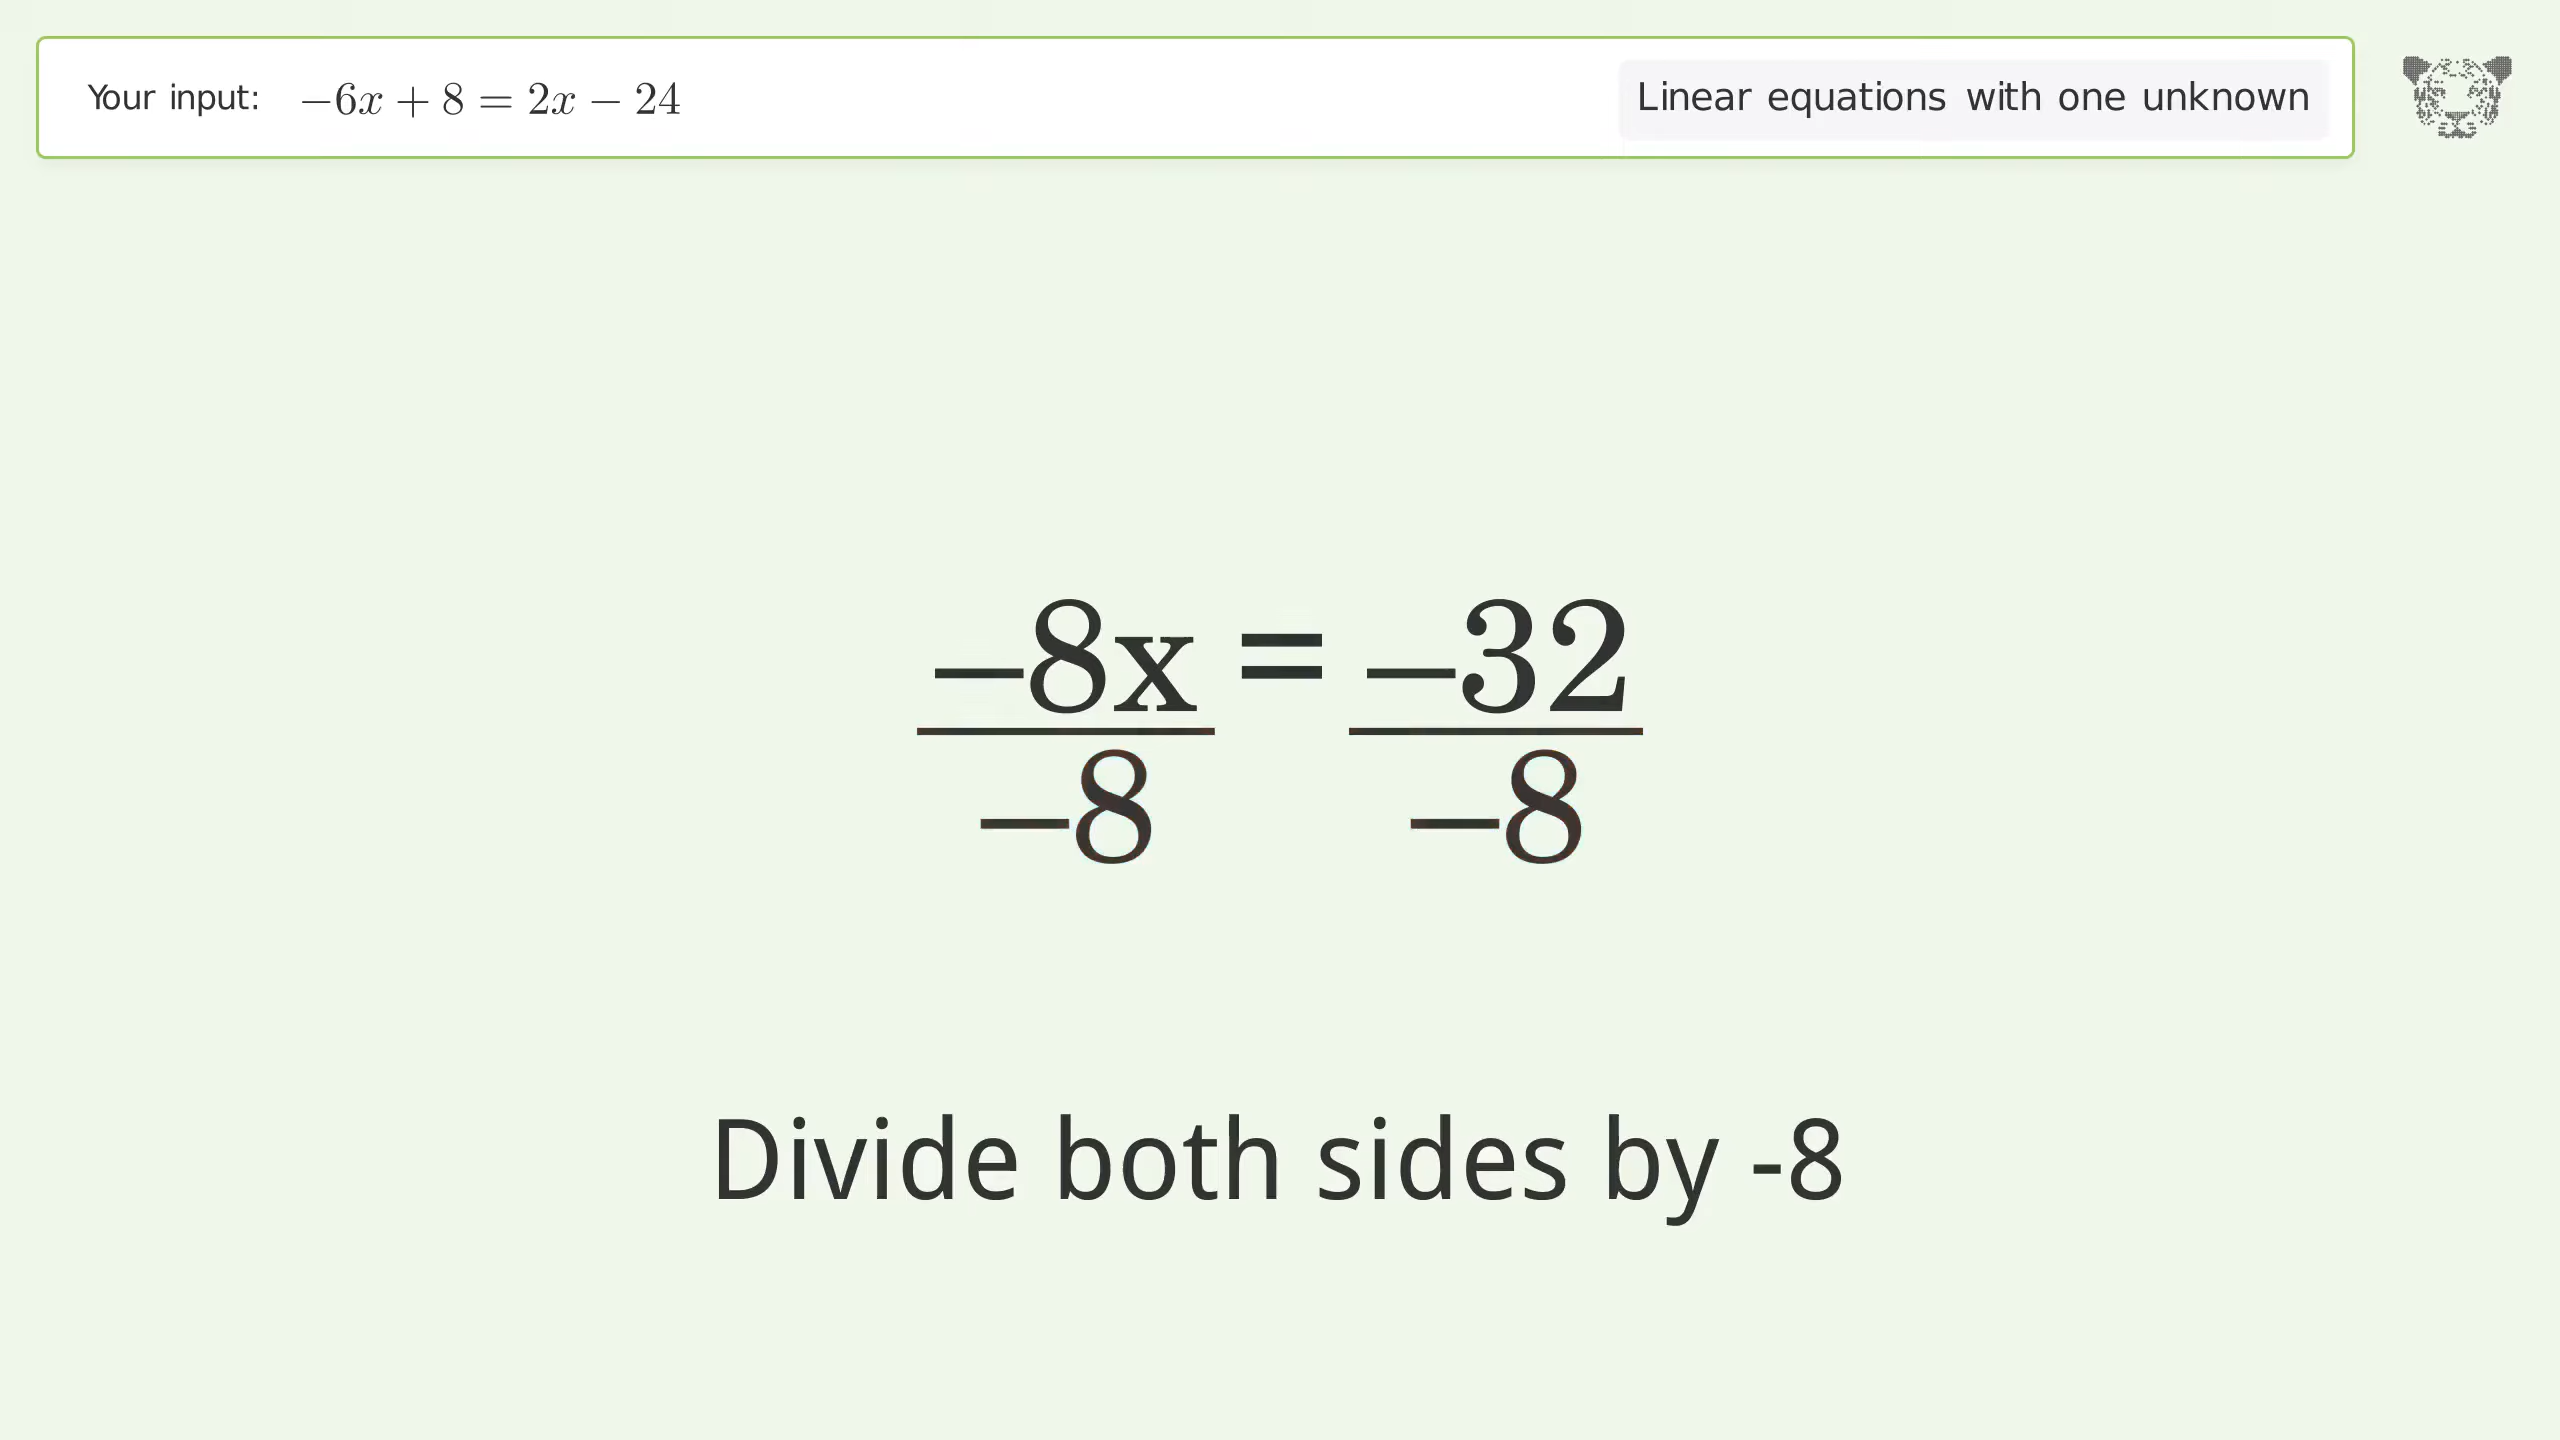 Your input: −6x + 8 = 2x − 24
Linear equations with one unknown
−8x = −32
−8 −8
Divide both sides by -8